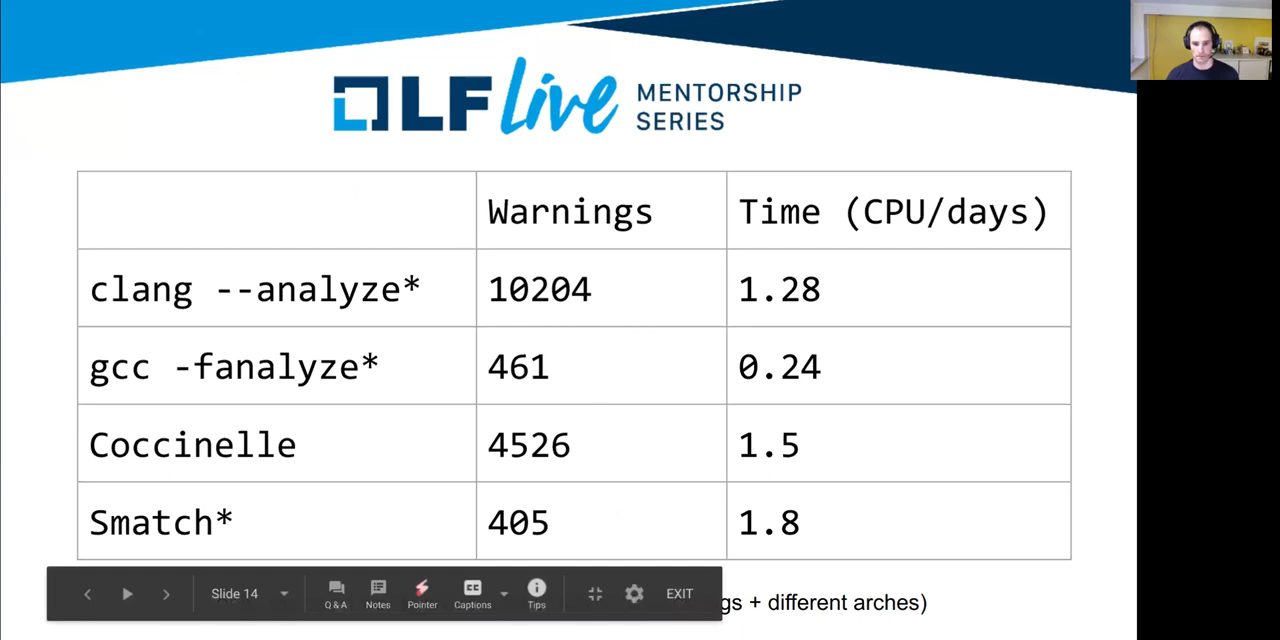 LF Live MENTORSHIP
SERIES
Warnings Time (CPU/days)
clang --analyze* 10204 1.28
gcc -fanalyze* 461 0.24
Coccinelle 4526 1.5
Smatch* 405 1.8
+ different arches)
Slide 14 Q & A Notes Pointer CC Captions Tips EXIT